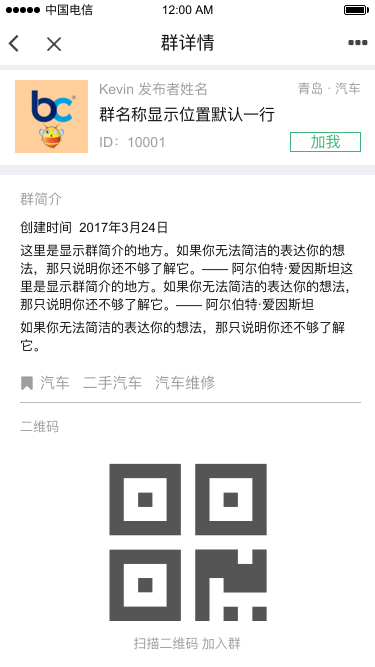 中国电信 12:00 AM
群详情
Kevin 发布者姓名 青岛 · 汽车
bc
群名称显示位置默认一行
ID：10001 加我
群简介
创建时间 2017年3月24日
这里是显示群简介的地方。如果你无法简洁的表达你的想
法，那只说明你还不够了解它。—— 阿尔伯特·爱因斯坦这
里是显示群简介的地方。如果你无法简洁的表达你的想法，
那只说明你还不够了解它。—— 阿尔伯特·爱因斯坦
如果你无法简洁的表达你的想法，那只说明你还不够了解
它。
汽车 二手汽车 汽车维修
二维码
扫描二维码 加入群